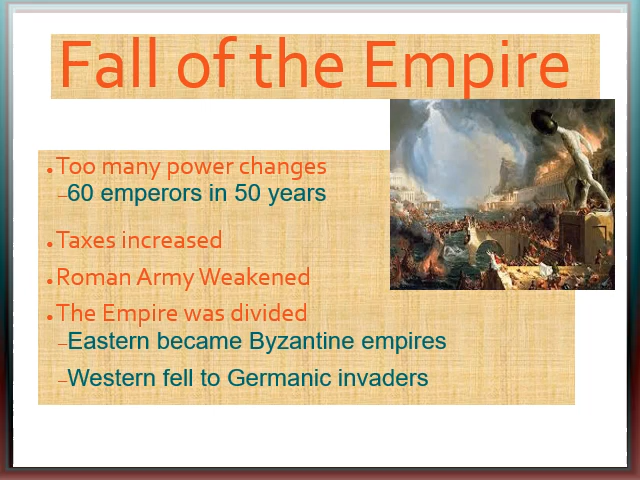 Fall of the Empire
•Too many power changes
–60 emperors in 50 years
•Taxes increased
•Roman Army Weakened
•The Empire was divided
–Eastern became Byzantine empires
–Western fell to Germanic invaders